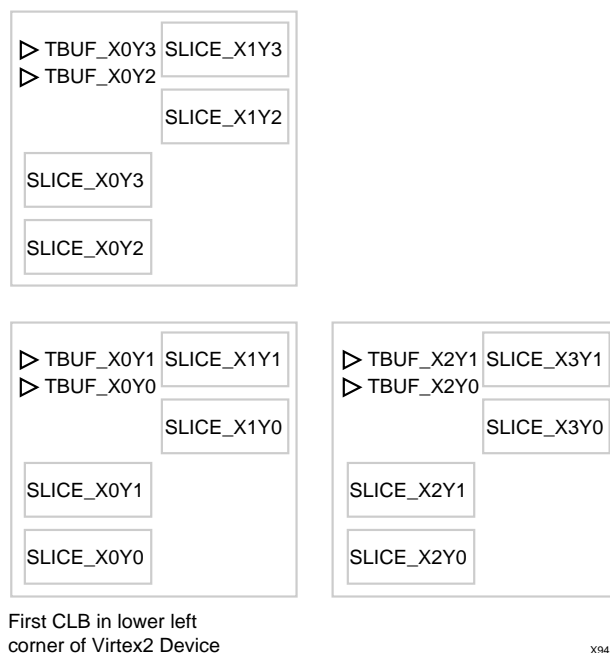 TBUF_X0Y3 SLICE_X1Y3
TBUF_X0Y2
SLICE_X1Y2
SLICE_X0Y3
SLICE_X0Y2
TBUF_X0Y1 SLICE_X1Y1
TBUF_X0Y0
SLICE_X1Y0
SLICE_X0Y1
SLICE_X0Y0
TBUF_X2Y1 SLICE_X3Y1
TBUF_X2Y0
SLICE_X3Y0
SLICE_X2Y1
SLICE_X2Y0
First CLB in lower left
corner of Virtex2 Device
X94